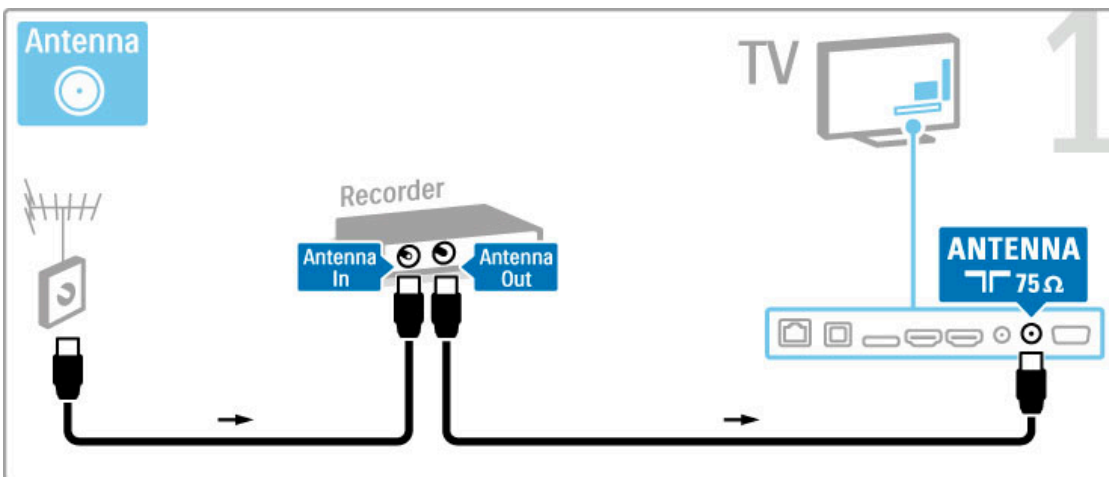 Antenna
TV
1
Recorder
Antenna
In
Antenna
Out
ANTENNA
75 Ω